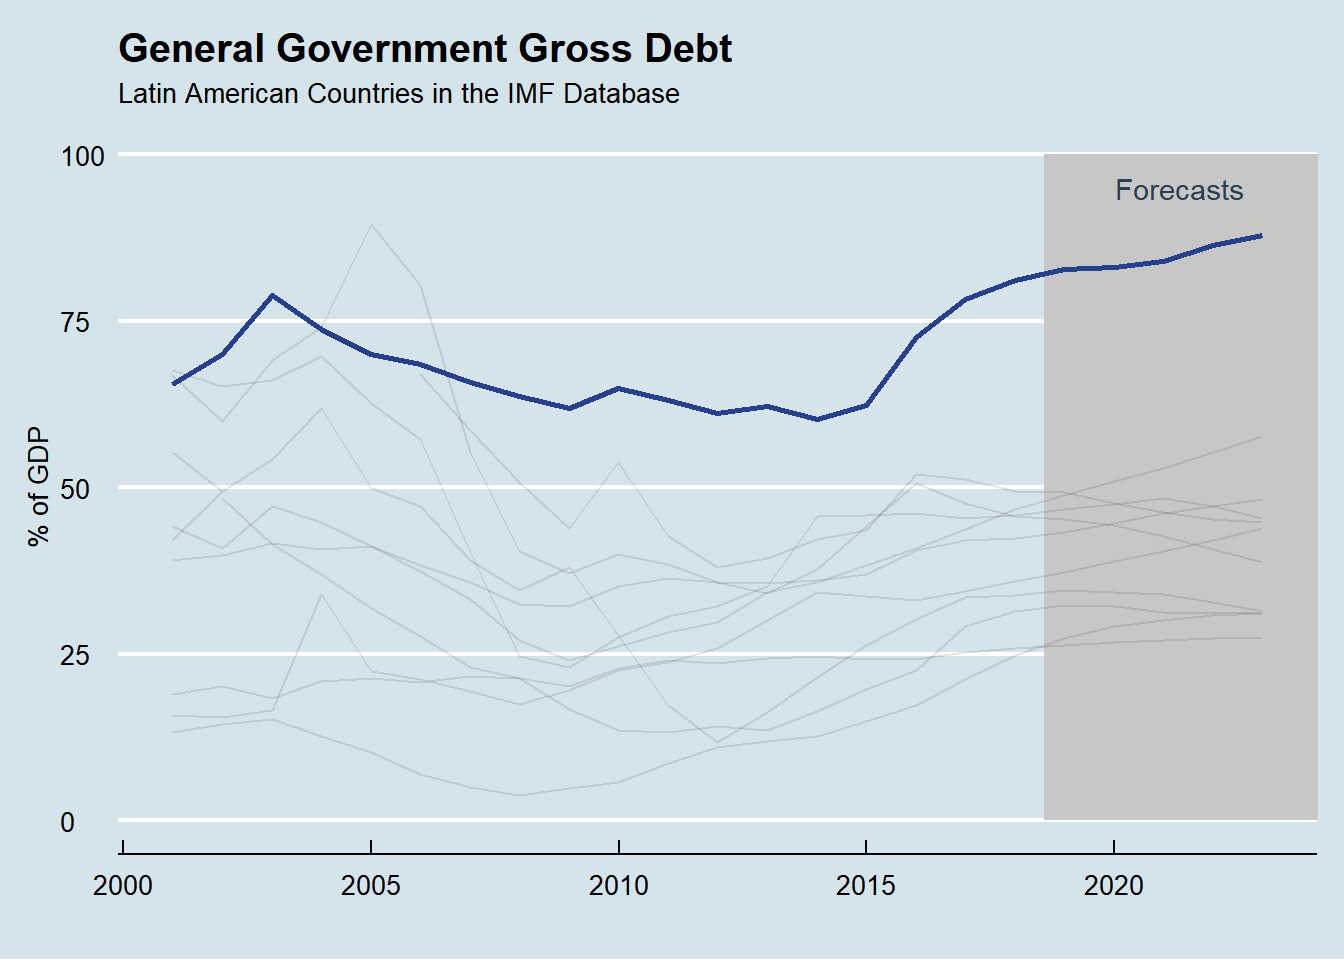 General Government Gross Debt
Latin American Countries in the IMF Database
100
Forecasts
75
50
% of GDP
25
0
2000 2005 2010 2015 2020